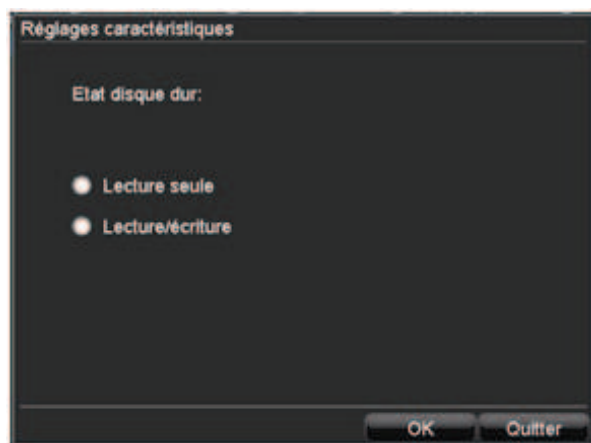 Réglages caractéristiques
Etat disque dur:
Lecture seule
Lecture/écriture
OK Quitter